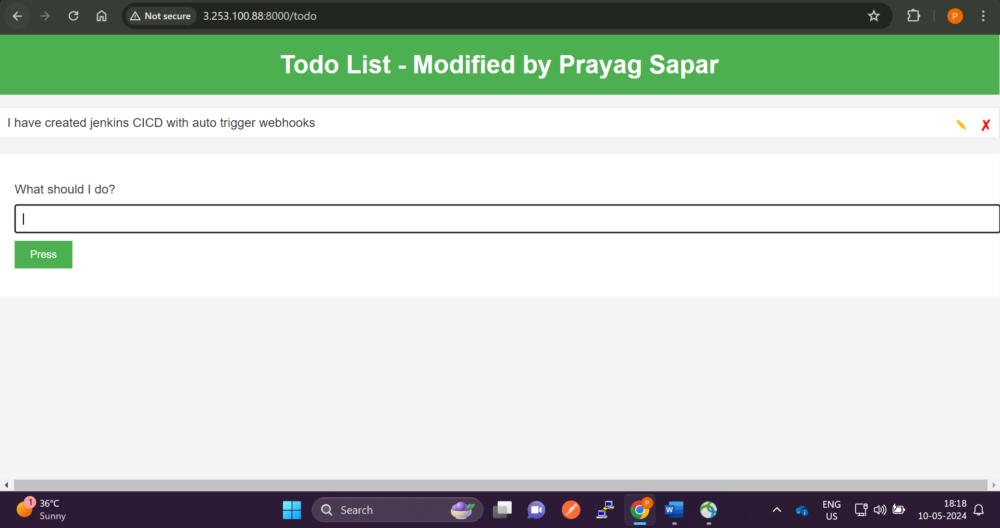 Not secure
3.253.100.88:8000/todo
P
Todo List - Modified by Prayag Sapar
I have created jenkins CICD with auto trigger webhooks
What should I do?
Press
1
36°C
Sunny
Search
P
W
ENG
US
18:18
10-05-2024